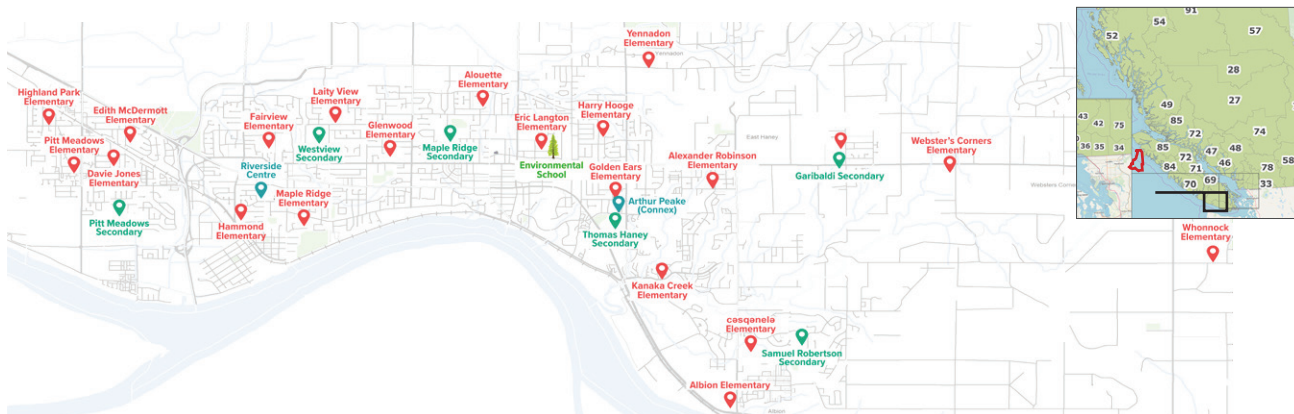 Yennadon
Elementary
Yennadon
Alouette
Elementary
Highland Park
Elementary
Edith McDermott
Elementary
Laity View
Elementary
Fairview
Elementary
Harry Hooge
Elementary
Eric Langton
Elementary
Glenwood
Elementary
Westview
Secondary
Maple Ridge
Secondary
Pitt Meadows
Elementary
Davie Jones
Elementary
Riverside
Centre
Environmental
School
Golden Ears
Elementary
Alexander Robinson
Elementary
East Haney
Garibaldi Secondary
Webster's Corners
Elementary
Websters Corners
Maple Ridge
Elementary
Arthur Peake
(Connex)
Pitt Meadows
Secondary
Hammond
Elementary
Thomas Haney
Secondary
Whonnock
Elementary
Kanaka Creek
Elementary
c̓əsqənelə
Elementary
Samuel Robertson
Secondary
Albion Elementary
Albion
91
54
57
52
28
27
49
85
72
74
47
48
46
43
42
75
36
35
34
85
72
84
71
78
58
69
70
33